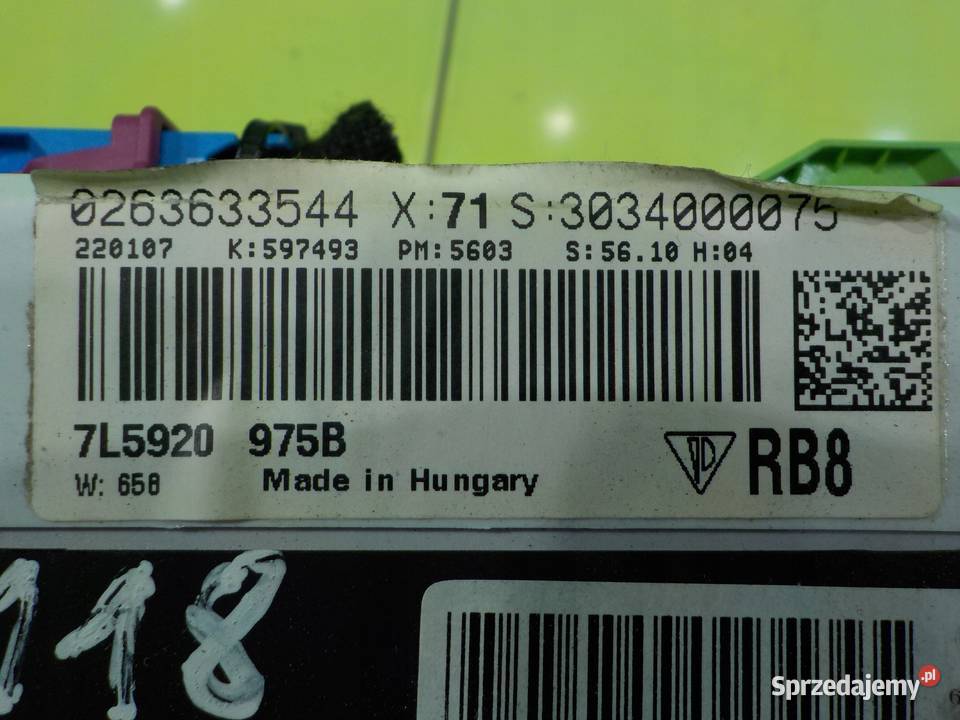 0263633544 X:71 S:3034000075
220107 K:597493 PM:5603 S:56.10 H:04
7L5920 975B
RB8
W: 658 Made in Hungary
118
Sprzedajemy.pl